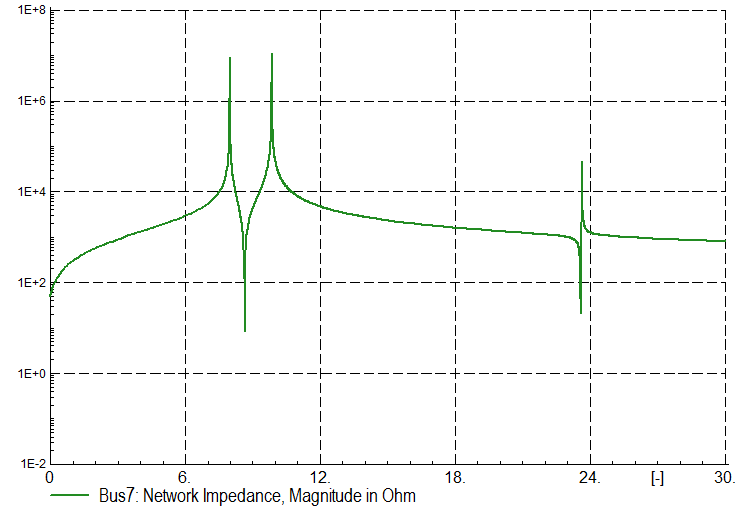 1E+8
1E+6
1E+4
1E+2
1E+0
1E-2
0 6. 12. 18. 24. [-] 30.
Bus7: Network Impedance, Magnitude in Ohm